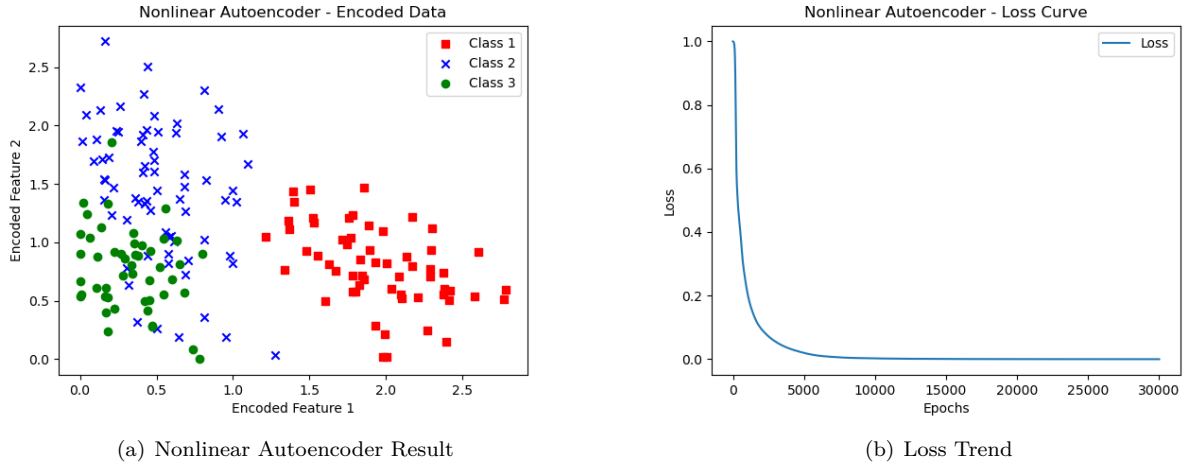 Nonlinear Autoencoder - Encoded Data
Class 1
Class 2
Class 3
2.5
2.0
1.5
1.0
0.5
0.0
Encoded Feature 2
0.0 0.5 1.0 1.5 2.0 2.5
Encoded Feature 1
(a) Nonlinear Autoencoder Result
Nonlinear Autoencoder - Loss Curve
Loss
1.0
0.8
0.6
0.4
0.2
0.0
Loss
0 5000 10000 15000 20000 25000 30000
Epochs
(b) Loss Trend